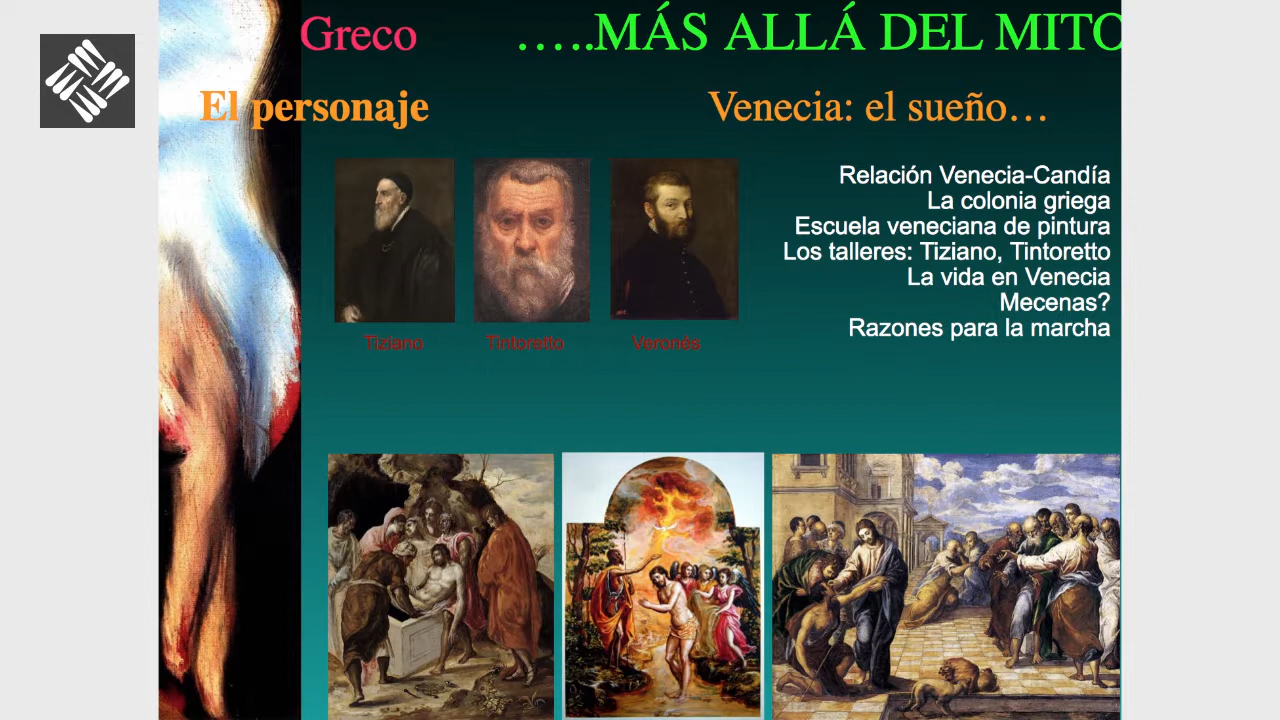 Greco …..MÁS ALLÁ DEL MITO
El personaje Venecia: el sueño…
Relación Venecia-Candía
La colonia griega
Escuela veneciana de pintura
Los talleres: Tiziano, Tintoretto
La vida en Venecia
Mecenas?
Razones para la marcha
Tiziano Tintoretto Veronés